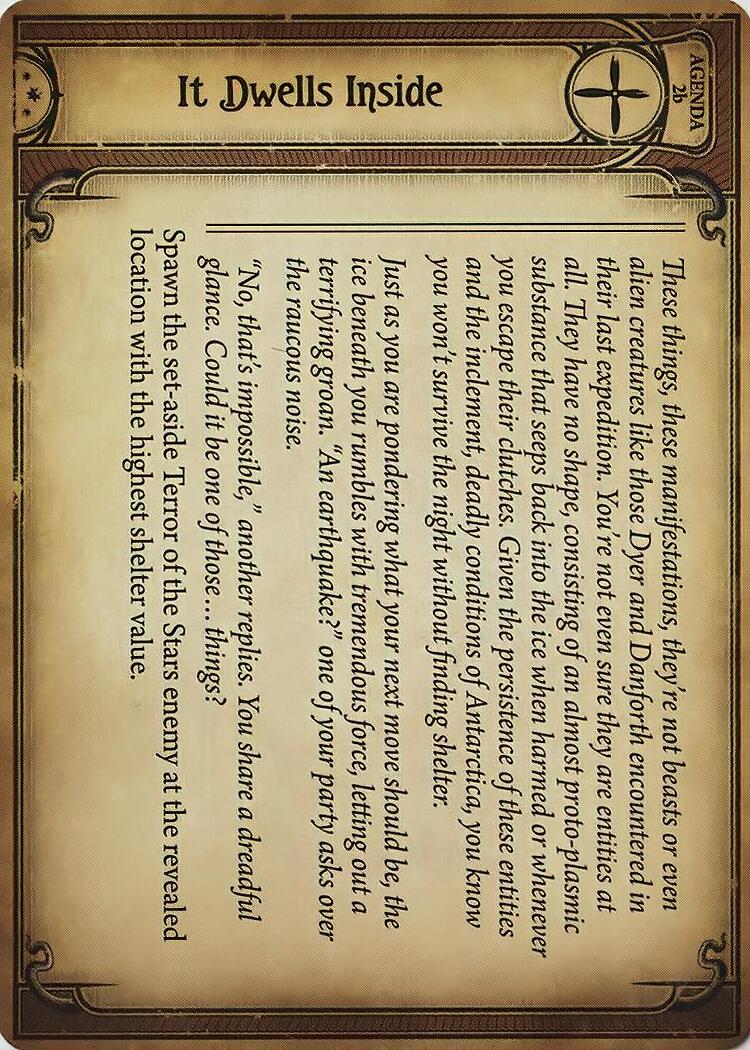 AGENDA
2b
It Dwells Inside
These things, these manifestations, they’re not beasts or even
alien creatures like those Dyer and Danforth encountered in
their last expedition. You’re not even sure they are entities at
all. They have no shape, consisting of an almost proto-plasmic
substance that seeps back into the ice when harmed or whenever
you escape their clutches. Given the persistence of these entities
and the inclement, deadly conditions of Antarctica, you know
you won’t survive the night without finding shelter.
Just as you are pondering what your next move should be, the
ice beneath you rumbles with tremendous force, letting out a
terrifying groan. “An earthquake?” one of your party asks over
the raucous noise.
“No, that’s impossible,” another replies. You share a dreadful
glance. Could it be one of those… things?
Spawn the set-aside Terror of the Stars enemy at the revealed
location with the highest shelter value.